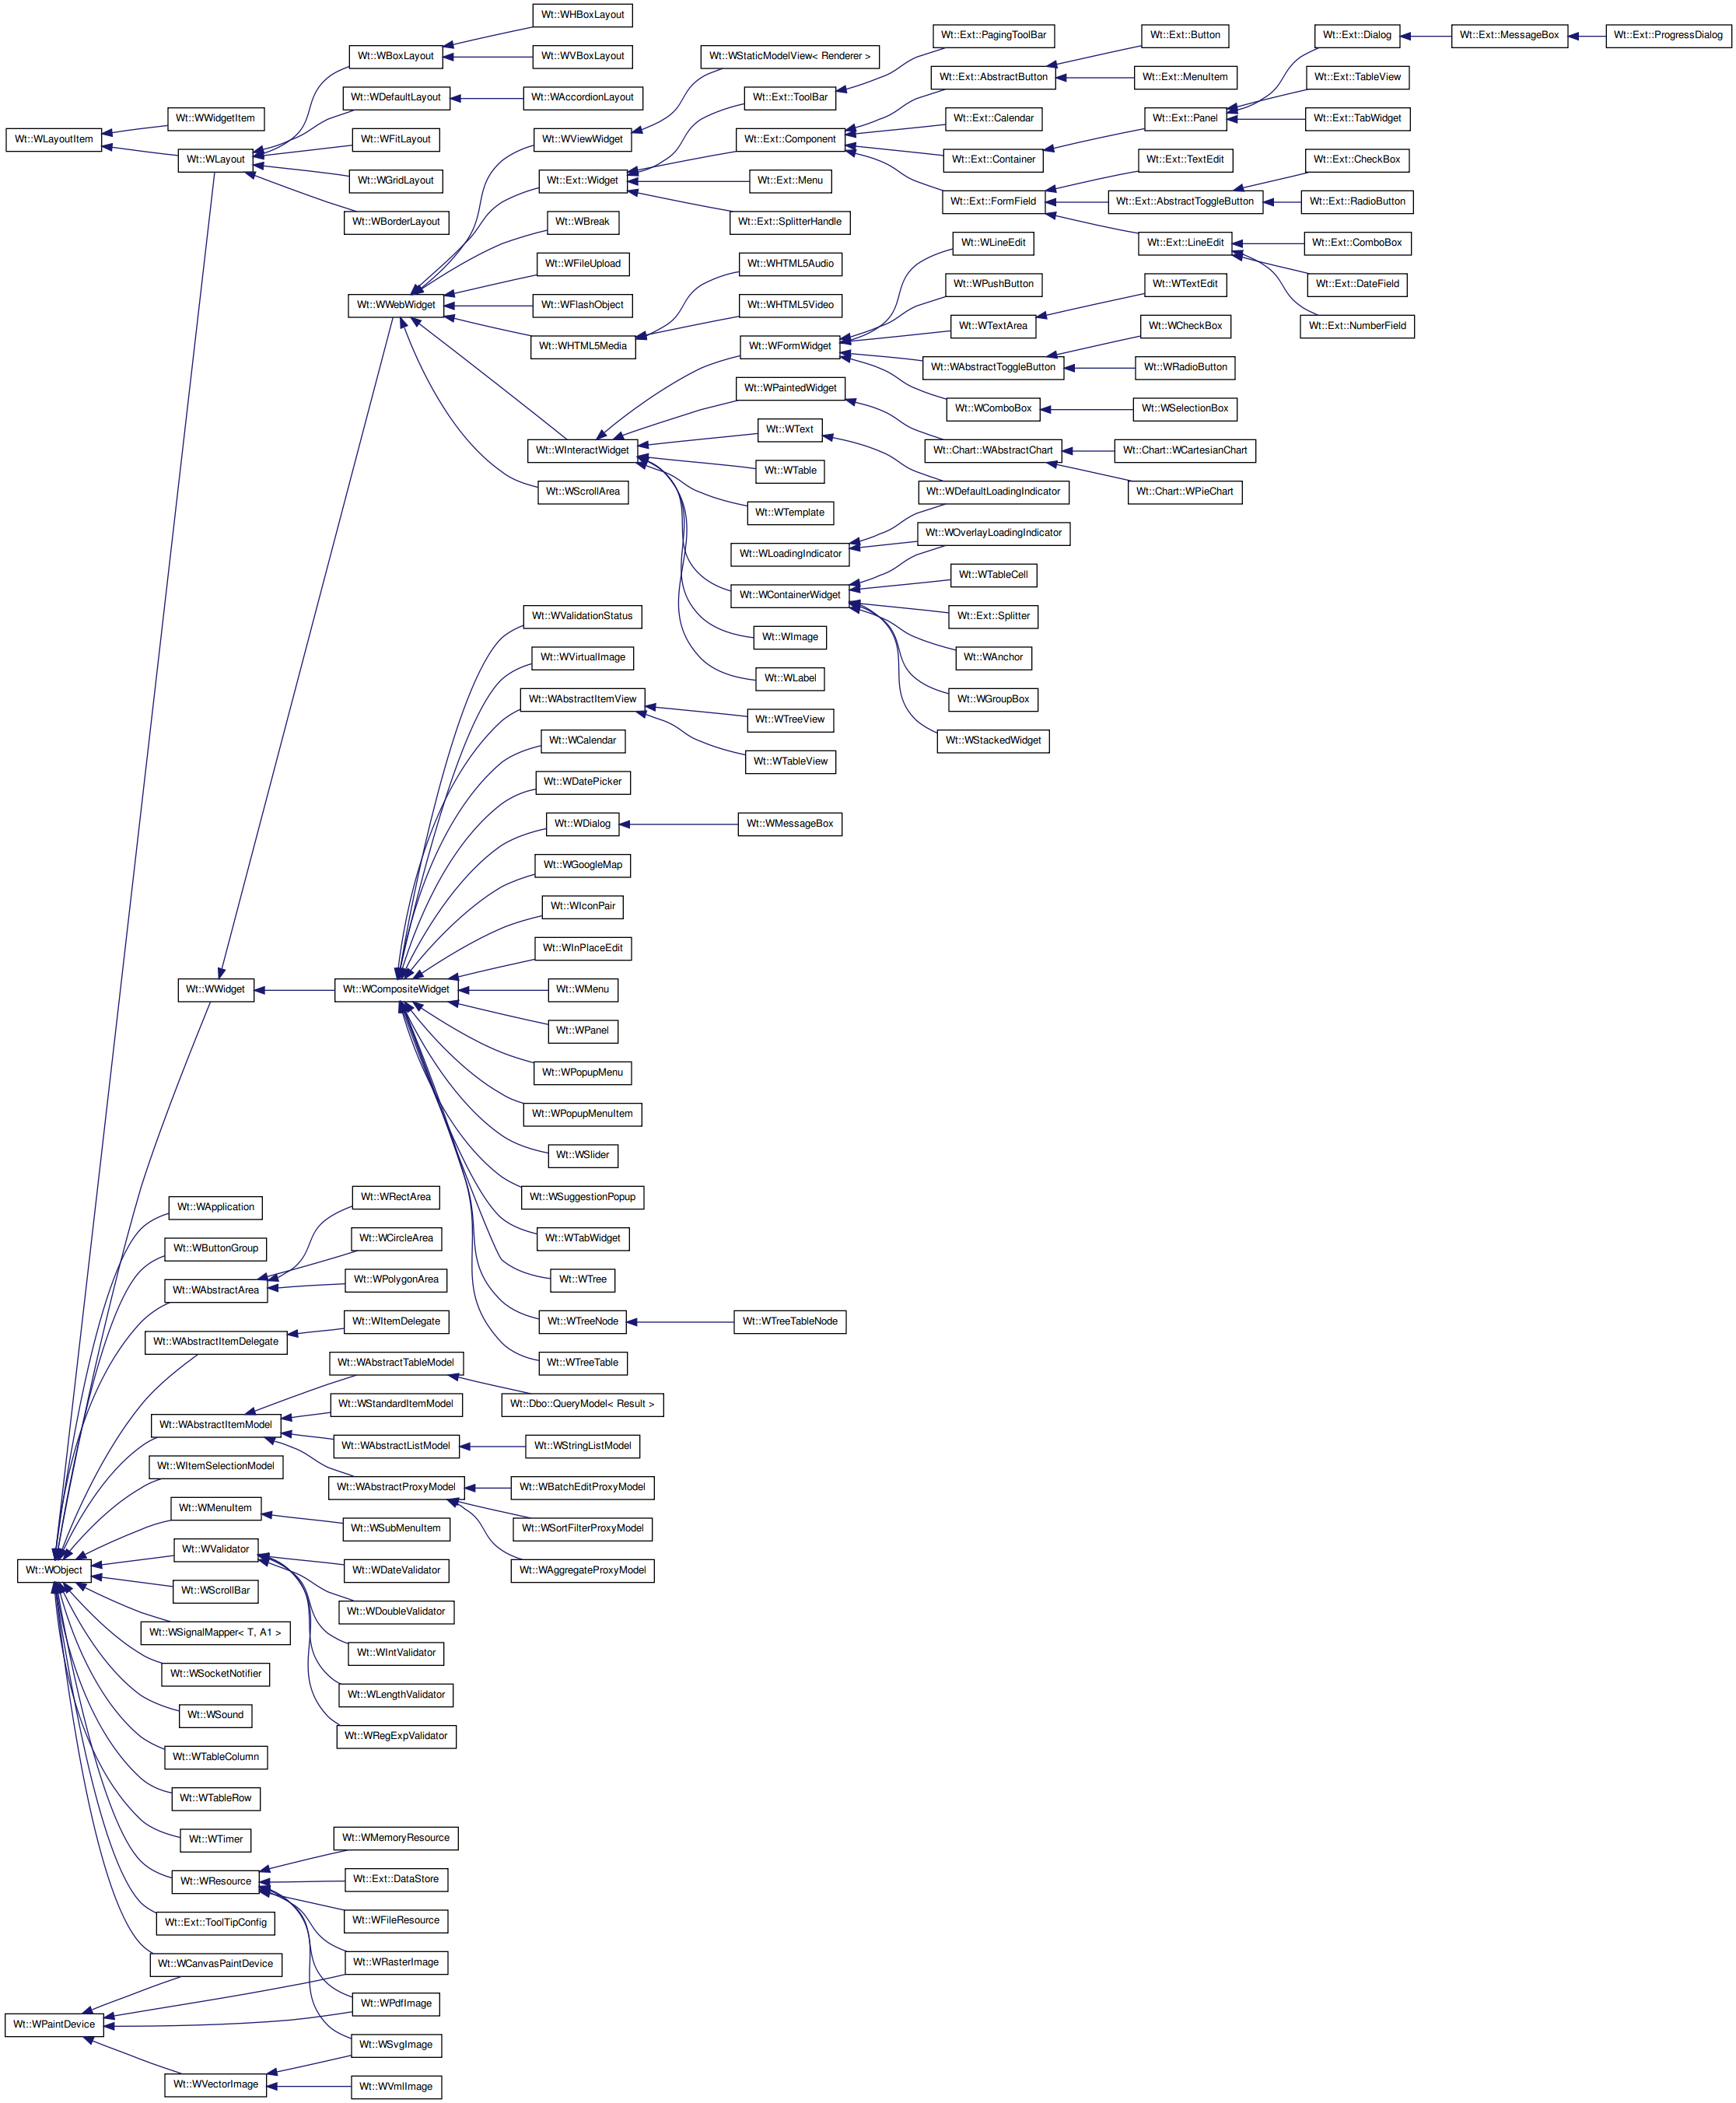 Wt::WHBoxLayout
Wt::WBoxLayout
Wt::WVBoxLayout
Wt::WDefaultLayout
Wt::WAccordionLayout
Wt::WWidgetItem
Wt::WLayoutItem
Wt::WFitLayout
Wt::WLayout
Wt::WGridLayout
Wt::WBorderLayout
Wt::WStaticModelView< Renderer >
Wt::Ext::PagingToolBar
Wt::Ext::Button
Wt::Ext::Dialog
Wt::Ext::MessageBox
Wt::Ext::ProgressDialog
Wt::Ext::AbstractButton
Wt::Ext::MenuItem
Wt::Ext::TableView
Wt::Ext::ToolBar
Wt::Ext::Calendar
Wt::Ext::Panel
Wt::Ext::TabWidget
Wt::WViewWidget
Wt::Ext::Component
Wt::Ext::Container
Wt::Ext::TextEdit
Wt::Ext::CheckBox
Wt::Ext::Widget
Wt::Ext::Menu
Wt::Ext::FormField
Wt::Ext::AbstractToggleButton
Wt::Ext::RadioButton
Wt::WBreak
Wt::Ext::SplitterHandle
Wt::WLineEdit
Wt::Ext::LineEdit
Wt::Ext::ComboBox
Wt::WFileUpload
Wt::WHTML5Audio
Wt::WPushButton
Wt::WTextEdit
Wt::Ext::DateField
Wt::WWebWidget
Wt::WFlashObject
Wt::WHTML5Video
Wt::WTextArea
Wt::WCheckBox
Wt::Ext::NumberField
Wt::WHTML5Media
Wt::WFormWidget
Wt::WAbstractToggleButton
Wt::WRadioButton
Wt::WPaintedWidget
Wt::WComboBox
Wt::WSelectionBox
Wt::WText
Wt::WInteractWidget
Wt::Chart::WAbstractChart
Wt::Chart::WCartesianChart
Wt::WTable
Wt::WScrollArea
Wt::WDefaultLoadingIndicator
Wt::Chart::WPieChart
Wt::WTemplate
Wt::WOverlayLoadingIndicator
Wt::WLoadingIndicator
Wt::WTableCell
Wt::WContainerWidget
Wt::Ext::Splitter
Wt::WValidationStatus
Wt::WImage
Wt::WAnchor
Wt::WVirtualImage
Wt::WLabel
Wt::WGroupBox
Wt::WAbstractItemView
Wt::WTreeView
Wt::WStackedWidget
Wt::WCalendar
Wt::WTableView
Wt::WDatePicker
Wt::WDialog
Wt::WMessageBox
Wt::WGoogleMap
Wt::WIconPair
Wt::WInPlaceEdit
Wt::WWidget
Wt::WCompositeWidget
Wt::WMenu
Wt::WPanel
Wt::WPopupMenu
Wt::WPopupMenuItem
Wt::WSlider
Wt::WSuggestionPopup
Wt::WTabWidget
Wt::WTree
Wt::WTreeNode
Wt::WTreeTableNode
Wt::WTreeTable
Wt::WRectArea
Wt::WApplication
Wt::WCircleArea
Wt::WButtonGroup
Wt::WPolygonArea
Wt::WAbstractArea
Wt::WItemDelegate
Wt::WAbstractItemDelegate
Wt::WAbstractTableModel
Wt::Dbo::QueryModel< Result >
Wt::WStandardItemModel
Wt::WAbstractItemModel
Wt::WAbstractListModel
Wt::WStringListModel
Wt::WItemSelectionModel
Wt::WAbstractProxyModel
Wt::WBatchEditProxyModel
Wt::WMenuItem
Wt::WSubMenuItem
Wt::WSortFilterProxyModel
Wt::WValidator
Wt::WObject
Wt::WDateValidator
Wt::WAggregateProxyModel
Wt::WScrollBar
Wt::WDoubleValidator
Wt::WSignalMapper< T, A1 >
Wt::WIntValidator
Wt::WSocketNotifier
Wt::WLengthValidator
Wt::WSound
Wt::WRegExpValidator
Wt::WTableColumn
Wt::WTableRow
Wt::WTimer
Wt::WMemoryResource
Wt::WResource
Wt::Ext::DataStore
Wt::Ext::ToolTipConfig
Wt::WFileResource
Wt::WCanvasPaintDevice
Wt::WRasterImage
Wt::WPdfImage
Wt::WPaintDevice
Wt::WSvgImage
Wt::WVectorImage
Wt::WVmlImage